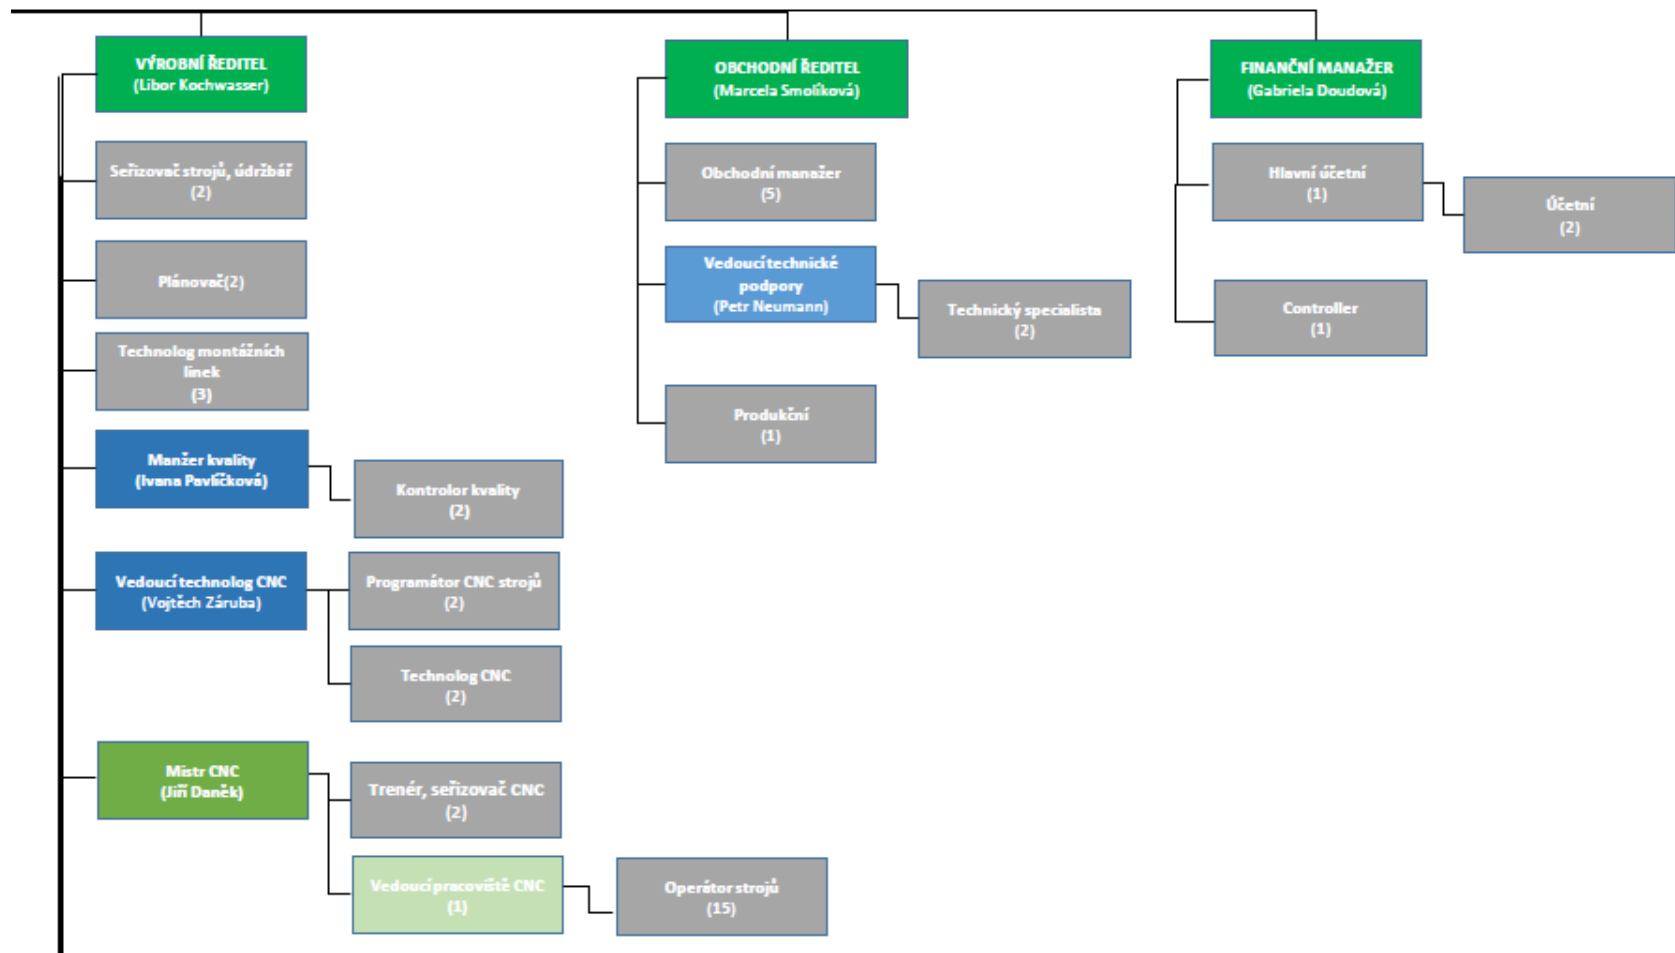 VÝROBNÍ ŘEDITEL
(Libor Kochwasser)
Seřizovač strojů, údržbář
(2)
Plánovač(2)
Technolog montážních
linek
(3)
Manžer kvality
(Ivana Pavlíčková)
Kontrolor kvality
(2)
Vedoucí technolog CNC
(Vojtěch Záruba)
Programátor CNC strojů
(2)
Technolog CNC
(2)
Mistr CNC
(Jiří Daněk)
Trenér, seřizovač CNC
(2)
Vedoucí pracoviště CNC
(1)
Operátor strojů
(15)
OBCHODNÍ ŘEDITEL
(Marcela Smolíková)
Obchodní manažer
(5)
Vedoucí technické
podpory
(Petr Neumann)
Technický specialista
(2)
Produkční
(1)
FINANČNÍ MANAŽER
(Gabriela Doudová)
Hlavní účetní
(1)
Účetní
(2)
Controller
(1)